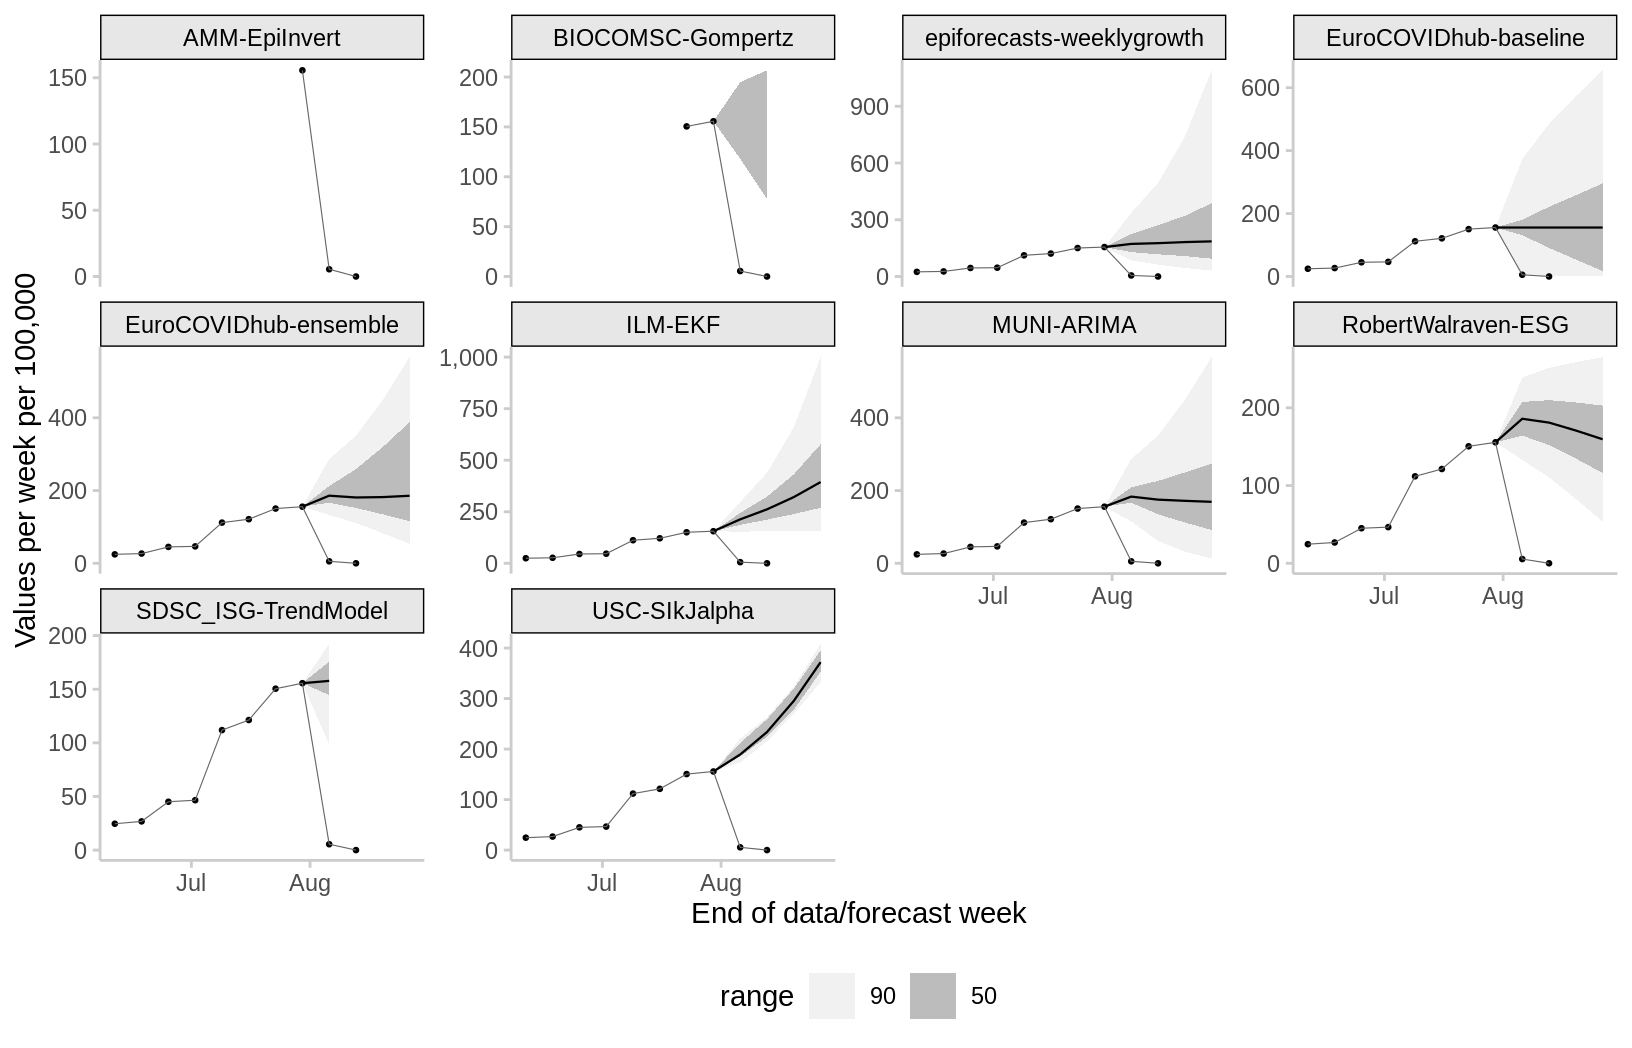 AMM-EpiInvert
BIOCOMSC-Gompertz
epiforecasts-weeklygrowth
EuroCOVIDhub-baseline
150
100
50
0
200
150
100
50
0
900
600
300
0
600
400
200
0
Values per week per 100,000
EuroCOVIDhub-ensemble
ILM-EKF
MUNI-ARIMA
RobertWalraven-ESG
400
200
0
1,000
750
500
250
0
400
200
0
200
100
0
Jul Aug
Jul Aug
SDSC_ISG-TrendModel
USC-SIkJalpha
200
150
100
50
0
400
300
200
100
0
Jul Aug
Jul Aug
End of data/forecast week
range 90 50